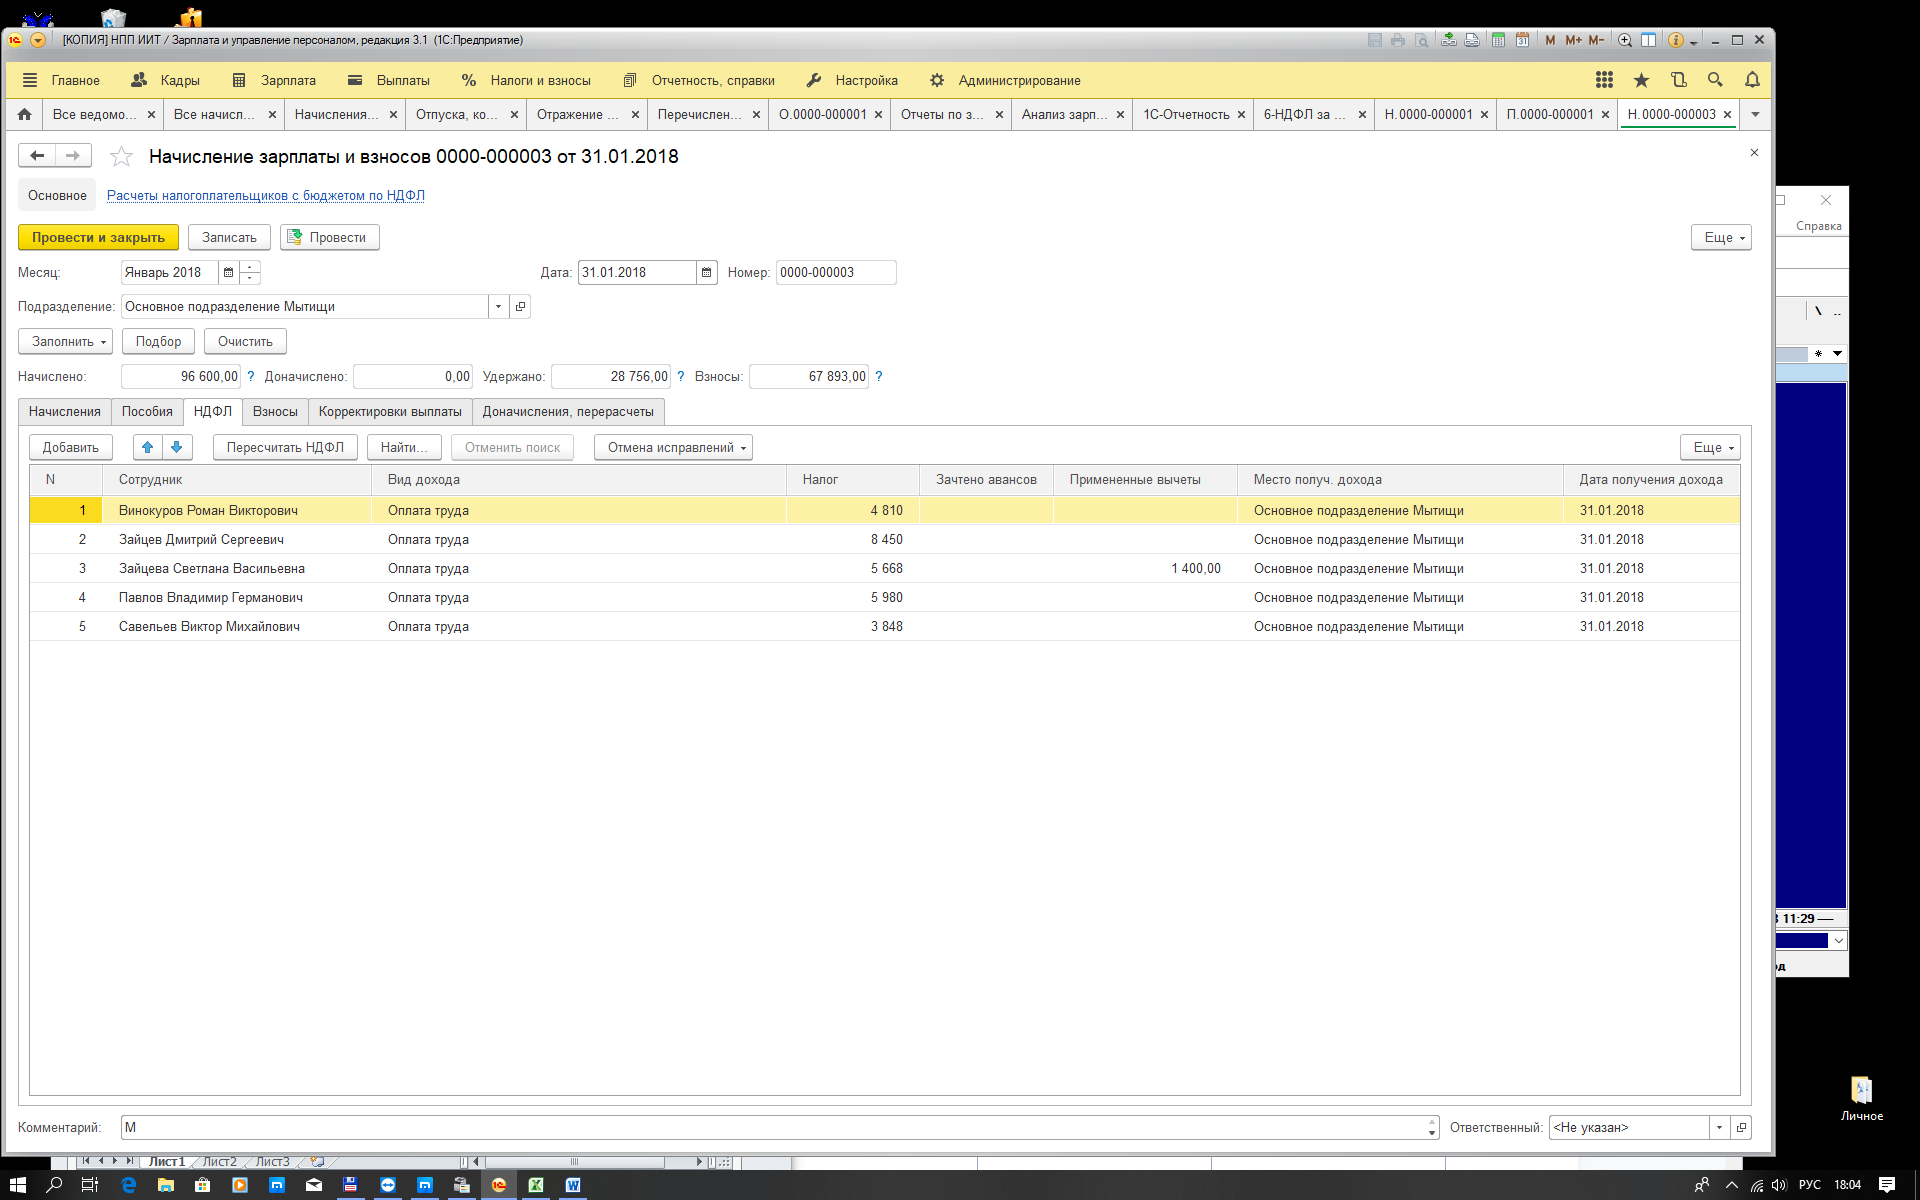 [КОПИЯ] НПП ИИТ / Зарплата и управление персоналом, редакция 3.1 (1С:Предприятие)
M M+ M-
Главное Кадры Зарплата Выплаты Налоги и взносы Отчетность, справки Настройка Администрирование
Все ведомо... Все начисл... Начисления... Отпуска, ко... Отражение ... Перечислен... О.0000-000001 Отчеты по з... Анализ зарп... 1С-Отчетность 6-НДФЛ за ... Н.0000-000001 П.0000-000001 Н.0000-000003
Начисление зарплаты и взносов 0000-000003 от 31.01.2018
Основное Расчеты налогоплательщиков с бюджетом по НДФЛ
Провести и закрыть Записать Провести Еще
Справка
Месяц: Январь 2018 Дата: 31.01.2018 Номер: 0000-000003
Подразделение: Основное подразделение Мытищи
Заполнить Подбор Очистить
Начислено: 96 600,00 ? Доначислено: 0,00 Удержано: 28 756,00 ? Взносы: 67 893,00 ?
Начисления Пособия НДФЛ Взносы Корректировки выплаты Доначисления, перерасчеты
Добавить Пересчитать НДФЛ Найти... Отменить поиск Отмена исправлений Еще
N Сотрудник Вид дохода Налог Зачтено авансов Примененные вычеты Место получ. дохода Дата получения дохода
1 Винокуров Роман Викторович Оплата труда 4 810 Основное подразделение Мытищи 31.01.2018
2 Зайцев Дмитрий Сергеевич Оплата труда 8 450 Основное подразделение Мытищи 31.01.2018
3 Зайцева Светлана Васильевна Оплата труда 5 668 1 400,00 Основное подразделение Мытищи 31.01.2018
4 Павлов Владимир Германович Оплата труда 5 980 Основное подразделение Мытищи 31.01.2018
5 Савельев Виктор Михайлович Оплата труда 3 848 Основное подразделение Мытищи 31.01.2018
11:29
Комментарий: М Ответственный: <Не указан>
Личное
Лист1 Лист2 Лист3
РУС 18:04